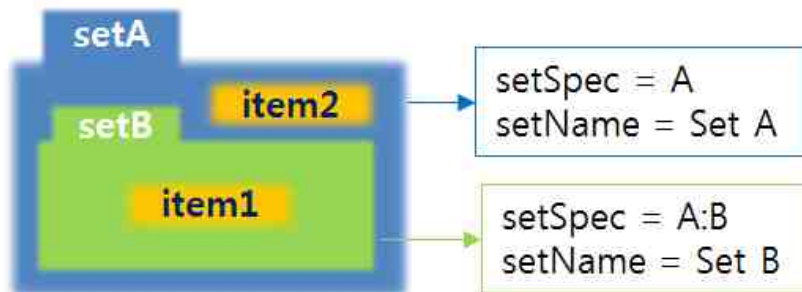 setA
item2
setB
item1
setSpec = A
setName = Set A
setSpec = A:B
setName = Set B